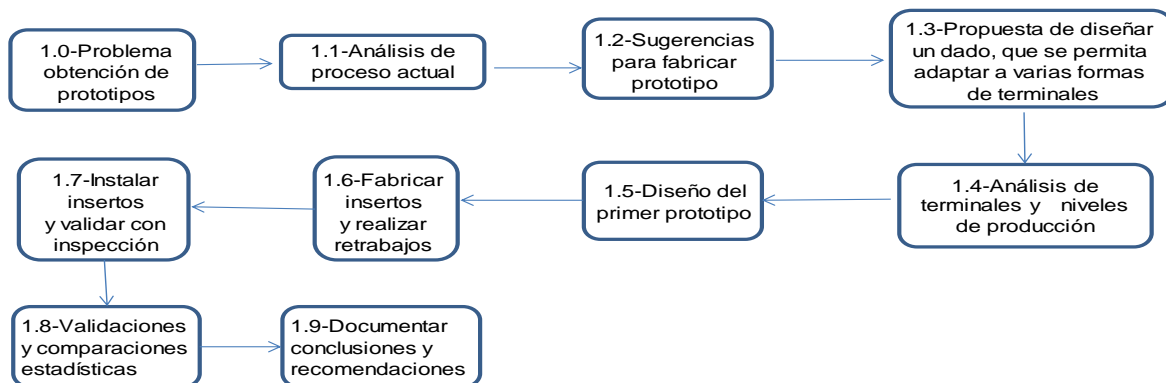 1.0-Problema
obtención de
prototipos
1.1-Análisis de
proceso actual
1.2-Sugerencias
para fabricar
prototipo
1.3-Propuesta de diseñar
un dado, que se permita
adaptar a varias formas
de terminales
1.4-Análisis de
terminales y niveles
de producción
1.5-Diseño del
primer prototipo
1.6-Fabricar
insertos
y realizar
retrabajos
1.7-Instalar
insertos
y validar con
inspección
1.8-Validaciones
y comparaciones
estadísticas
1.9-Documentar
conclusiones y
recomendaciones